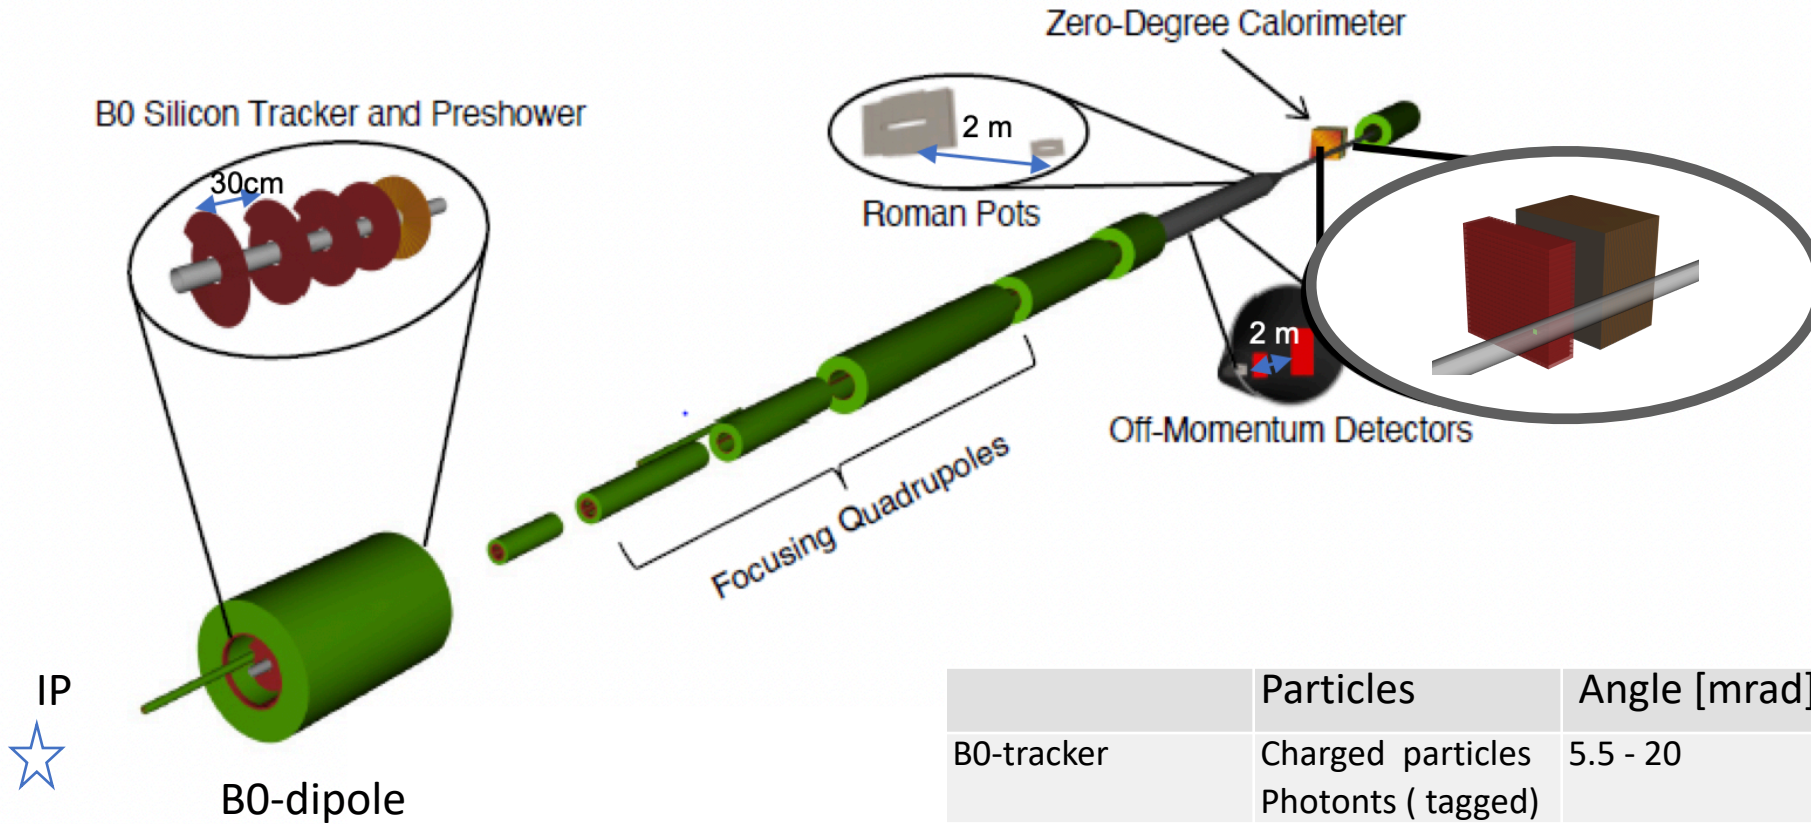 Zero-Degree Calorimeter
B0 Silicon Tracker and Preshower
30cm
2 m
Roman Pots
2 m
Off-Momentum Detectors
Focusing Quadrupoles
IP
B0-dipole
Particles Angle [mrad]
B0-tracker Charged particles 5.5 - 20
Photonts ( tagged)